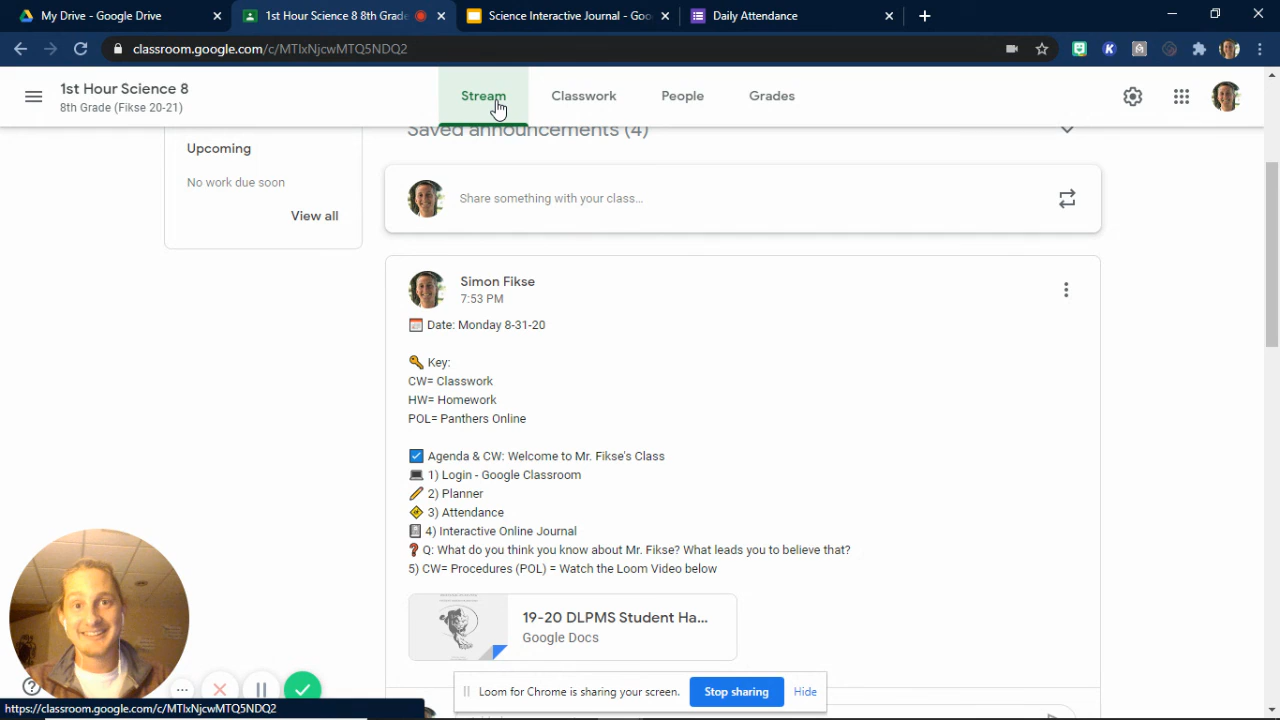 My Drive - Google Drive
1st Hour Science 8 8th Grade
Science Interactive Journal - Goo
Daily Attendance
classroom.google.com/c/MTIxNjcwMTQ5NDQ2
1st Hour Science 8
8th Grade (Fikse 20-21)
Stream
Classwork
People
Grades
Saved announcements (4)
Upcoming
No work due soon
View all
Share something with your class...
Simon Fikse
7:53 PM
Date: Monday 8-31-20
Key:
CW= Classwork
HW= Homework
POL= Panthers Online
Agenda & CW: Welcome to Mr. Fikse's Class
1) Login - Google Classroom
2) Planner
3) Attendance
4) Interactive Online Journal
Q: What do you think you know about Mr. Fikse? What leads you to believe that?
5) CW= Procedures (POL) = Watch the Loom Video below
19-20 DLPMS Student Ha...
Google Docs
Loom for Chrome is sharing your screen.
Stop sharing
Hide
https://classroom.google.com/c/MTIxNjcwMTQ5NDQ2